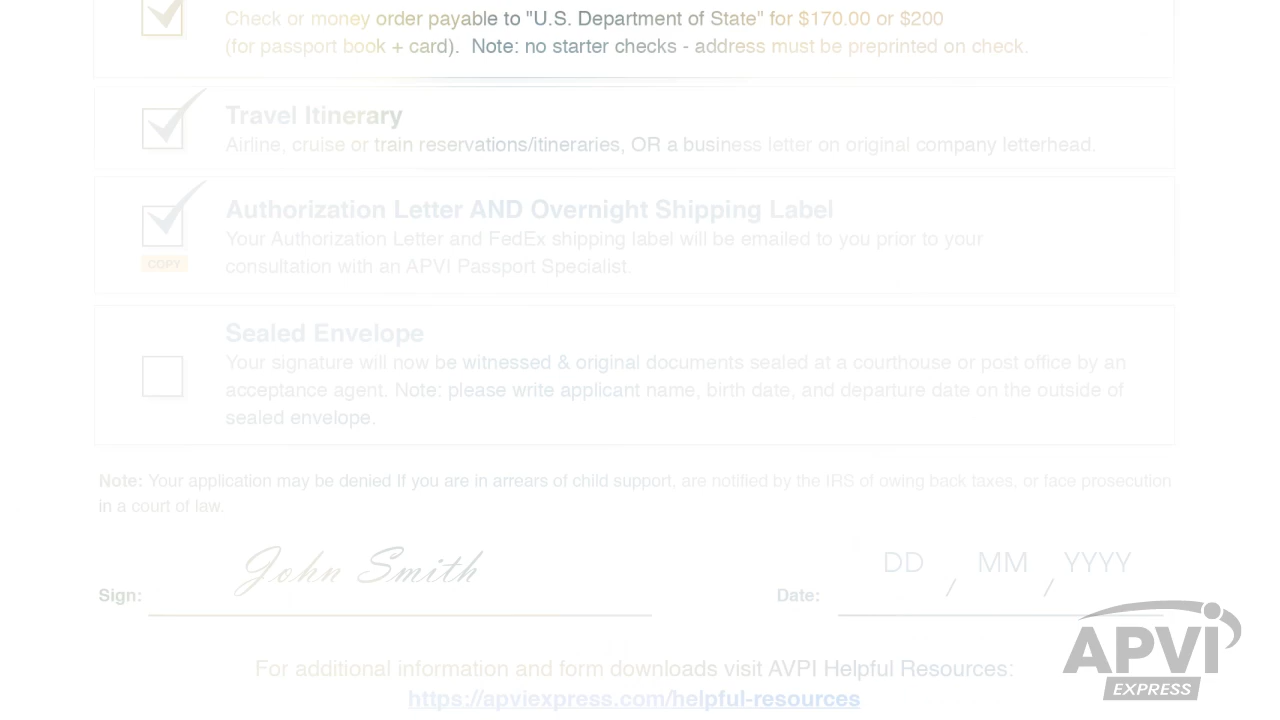 Check or money order payable to "U.S. Department of State" for $170.00 or $200
(for passport book + card).  Note: no starter checks - address must be preprinted on check.
Travel Itinerary
Airline, cruise or train reservations/itineraries, OR a business letter on original company letterhead.
Authorization Letter AND Overnight Shipping Label
Your Authorization Letter and FedEx shipping label will be emailed to you prior to your
COPY
consultation with an APVI Passport Specialist.
Sealed Envelope
Your signature will now be witnessed & original documents sealed at a courthouse or post office by an
acceptance agent. Note: please write applicant name, birth date, and departure date on the outside of
sealed envelope.
Note: Your application may be denied If you are in arrears of child support, are notified by the IRS of owing back taxes, or face prosecution
in a court of law.
John Smith
DD / MM / YYYY
Sign:
Date:
For additional information and form downloads visit AVPI Helpful Resources:
https://apviexpress.com/helpful-resources
APVI
EXPRESS